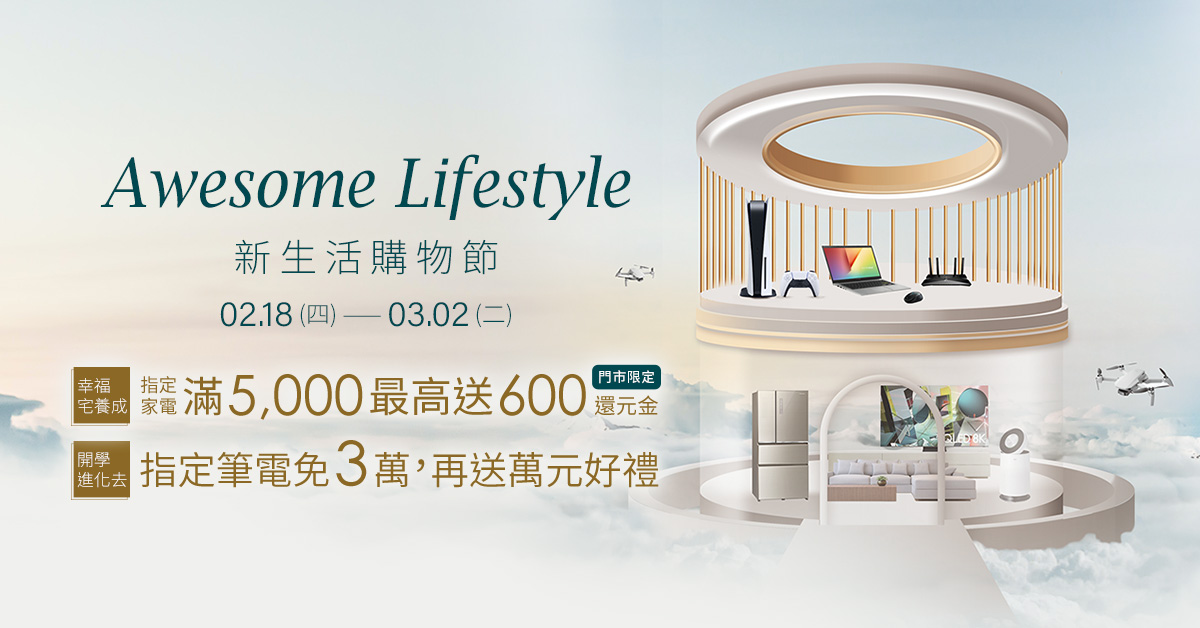 Awesome Lifestyle
新生活購物節
02.18 (四) — 03.02 (二)
幸福
宅養成
指定
家電
滿5,000最高送600
門市限定
還元金
開學
進化去
指定筆電免3萬，再送萬元好禮
QLED 8K